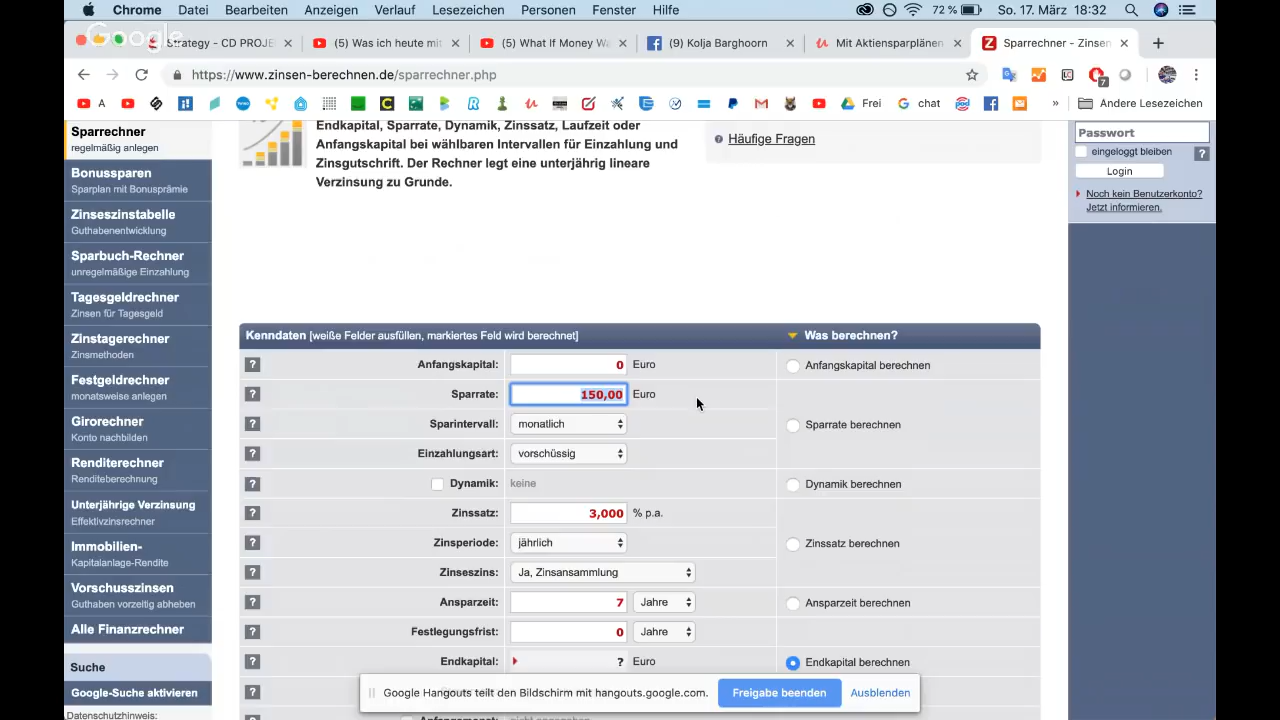 Chrome Datei Bearbeiten Anzeigen Verlauf Lesezeichen Personen Fenster Hilfe 72 % So. 17. März 18:32
Google
Strategy - CD PROJE (5) Was ich heute mit (5) What If Money Wa (9) Kolja Barghoorn Mit Aktiensparplänen Sparrechner - Zinsen
https://www.zinsen-berechnen.de/sparrechner.php
A Frei chat » Andere Lesezeichen
Sparrechner
regelmäßig anlegen
Bonussparen
Sparplan mit Bonusprämie
Zinseszinstabelle
Guthabenentwicklung
Sparbuch-Rechner
unregelmäßige Einzahlung
Tagesgeldrechner
Zinsen für Tagesgeld
Zinstagerechner
Zinsmethoden
Festgeldrechner
monatsweise anlegen
Girorechner
Konto nachbilden
Renditerechner
Renditeberechnung
Unterjährige Verzinsung
Effektivzinsrechner
Immobilien-
Kapitalanlage-Rendite
Vorschusszinsen
Guthaben vorzeitig abheben
Alle Finanzrechner
Suche
Google-Suche aktivieren
Datenschutzhinweis:
Endkapital, Sparrate, Dynamik, Zinssatz, Laufzeit oder
Anfangskapital bei wählbaren Intervallen für Einzahlung und
Zinsgutschrift. Der Rechner legt eine unterjährig lineare
Verzinsung zu Grunde.
Häufige Fragen
Passwort
eingeloggt bleiben ?
Login
Noch kein Benutzerkonto?
Jetzt informieren.
Kenndaten [weiße Felder ausfüllen, markiertes Feld wird berechnet] Was berechnen?
? Anfangskapital: 0 Euro Anfangskapital berechnen
? Sparrate: 150,00 Euro
? Sparintervall: monatlich Sparrate berechnen
? Einzahlungsart: vorschüssig
? Dynamik: keine Dynamik berechnen
? Zinssatz: 3,000 % p.a.
? Zinsperiode: jährlich Zinssatz berechnen
? Zinseszins: Ja, Zinsansammlung
? Ansparzeit: 7 Jahre Ansparzeit berechnen
? Festlegungsfrist: 0 Jahre
? Endkapital: ? Euro Endkapital berechnen
?
Google Hangouts teilt den Bildschirm mit hangouts.google.com. Freigabe beenden Ausblenden